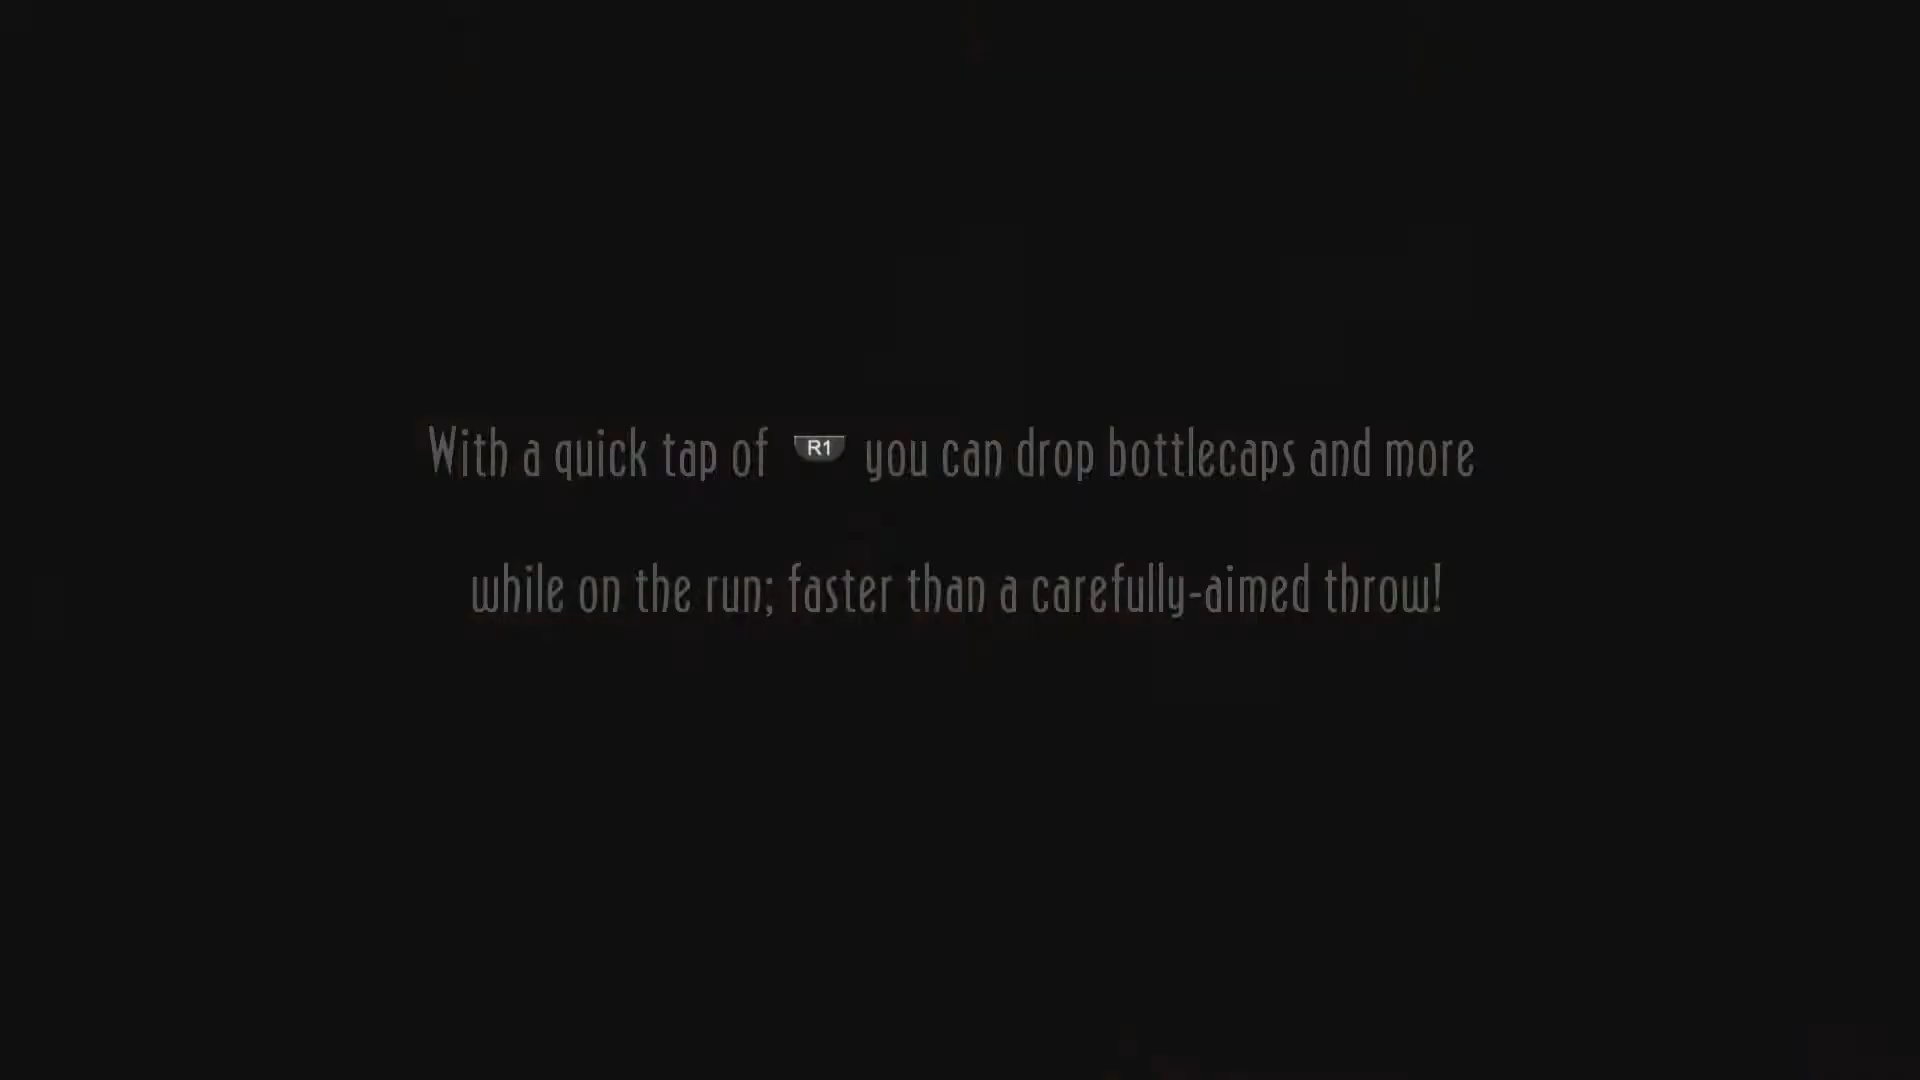 With a quick tap of R1 you can drop bottlecaps and more
while on the run; faster than a carefully-aimed throw!